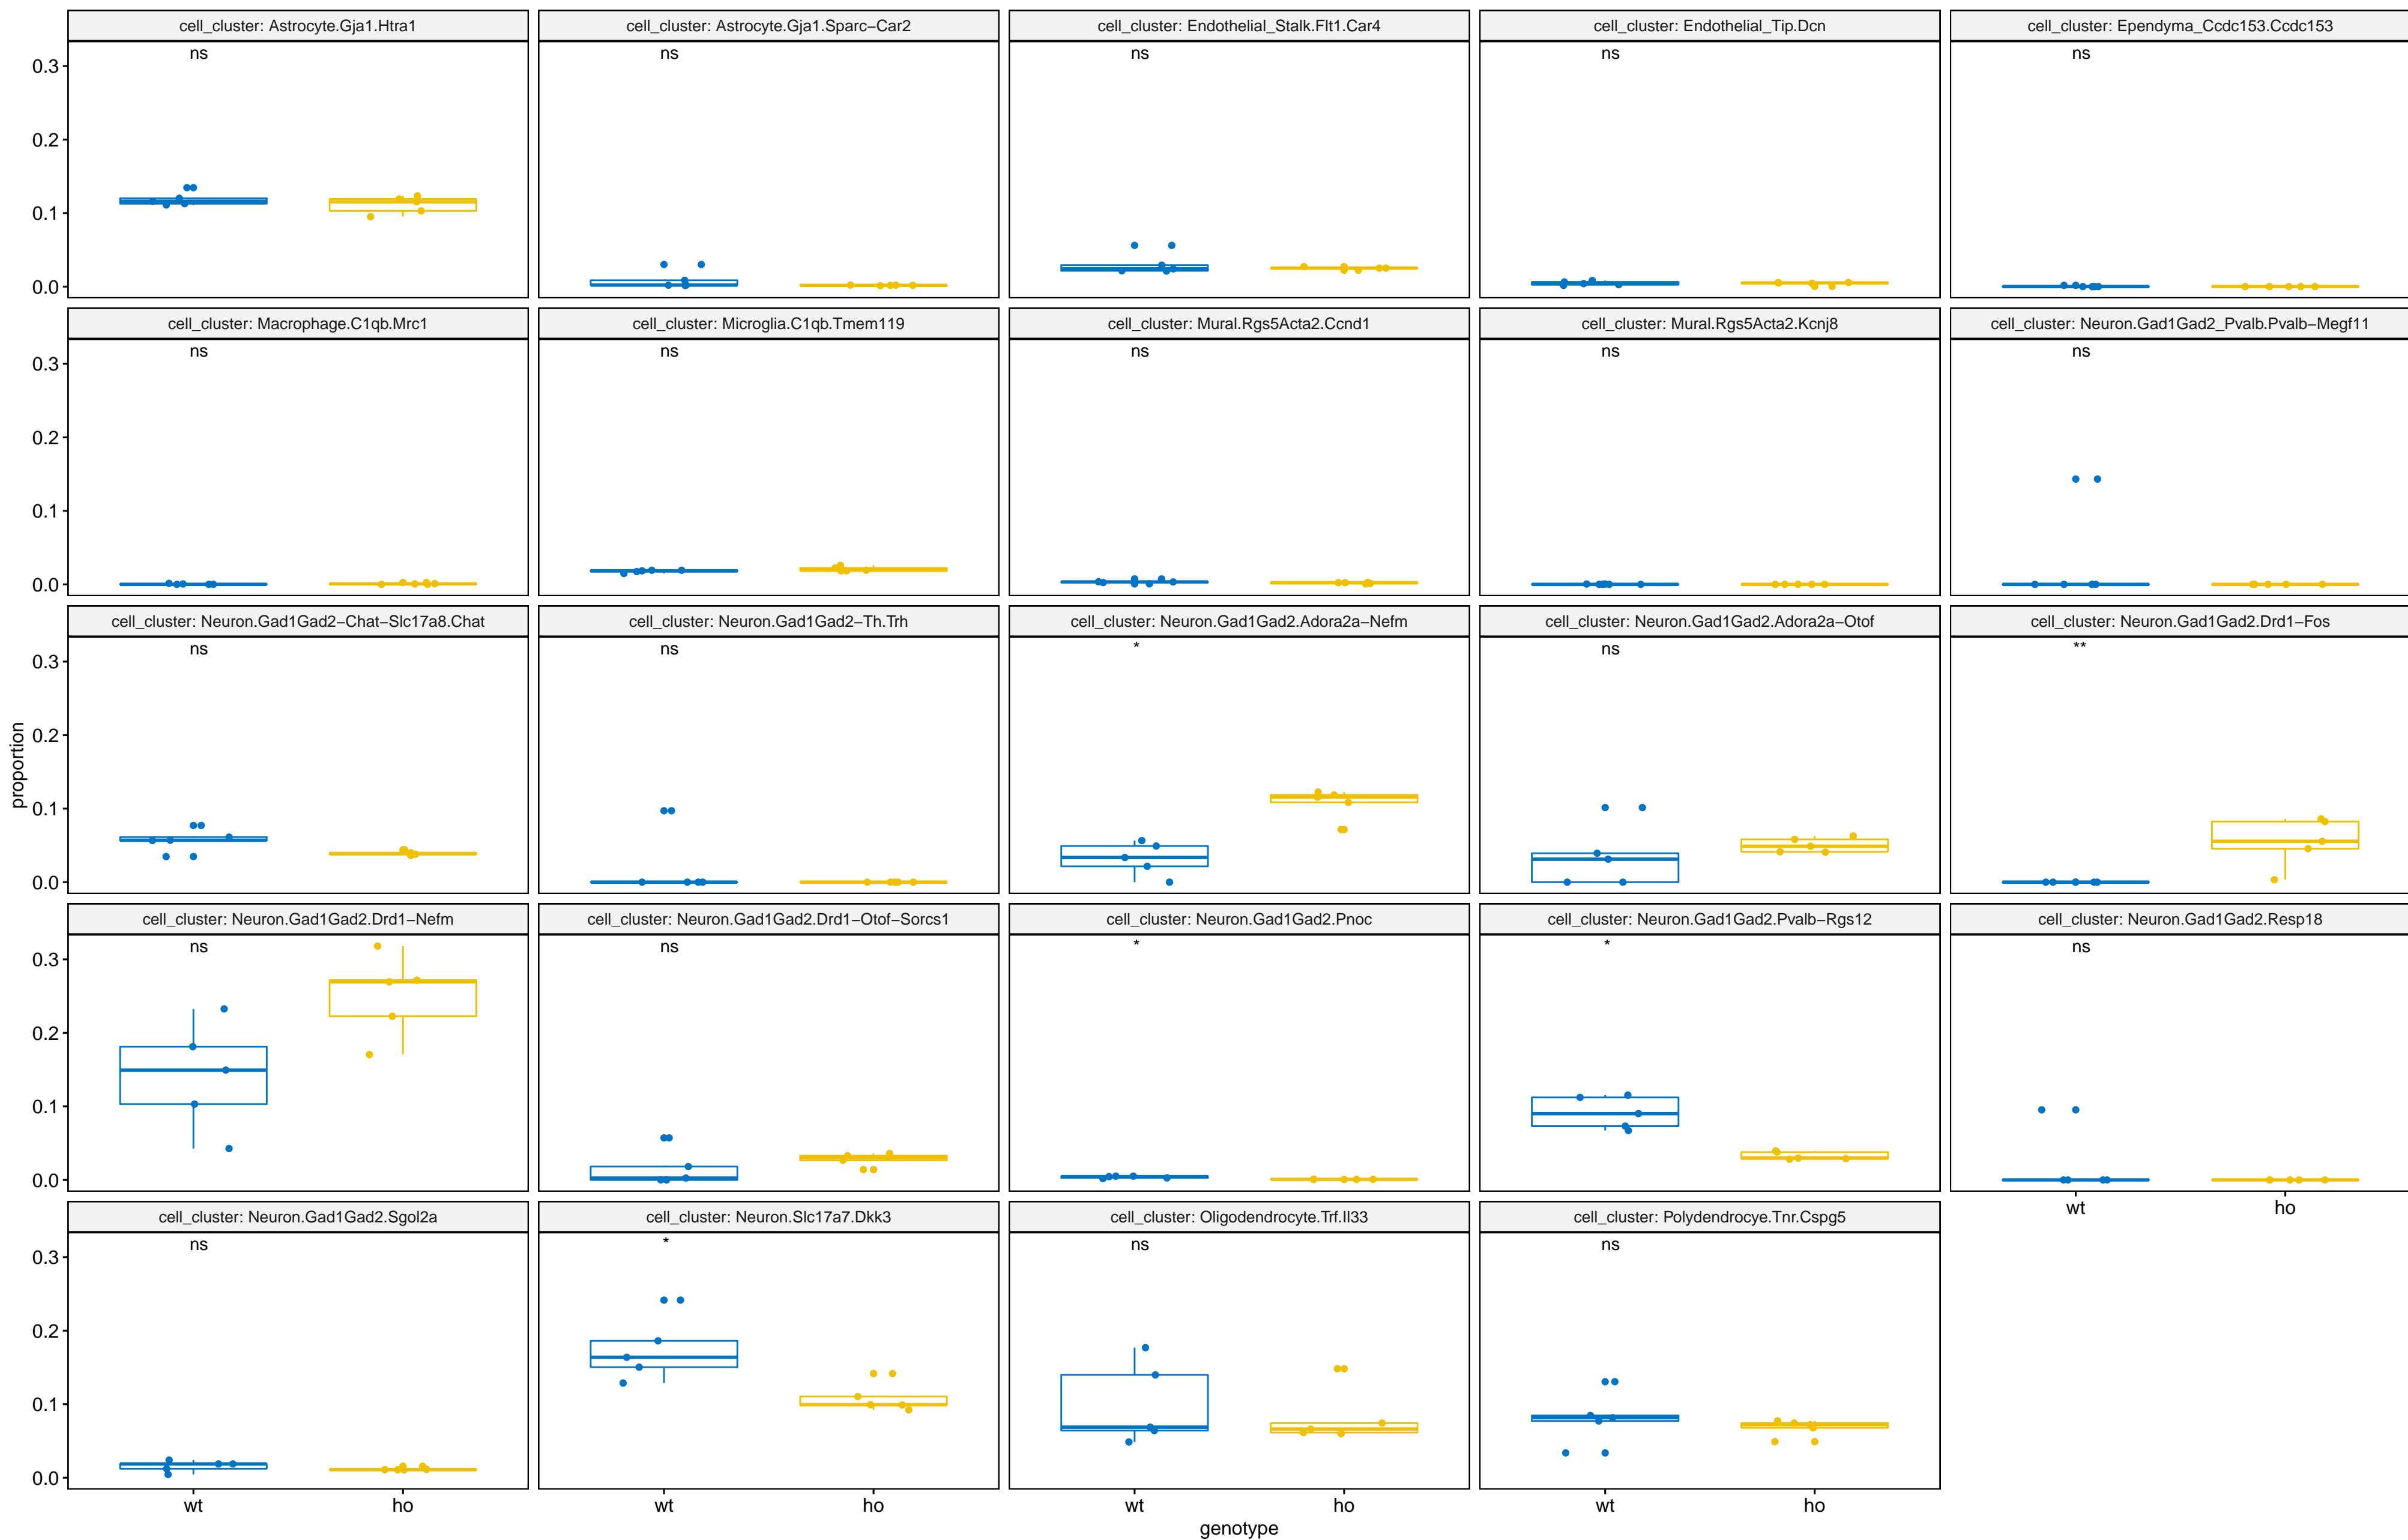 cell_cluster: Astrocyte.Gja1.Htra1
cell_cluster: Astrocyte.Gja1.Sparc−Car2
cell_cluster: Endothelial_Stalk.Flt1.Car4
cell_cluster: Endothelial_Tip.Dcn
cell_cluster: Ependyma_Ccdc153.Ccdc153
ns
ns
ns
ns
ns
0.3
0.2
0.1
0.0
cell_cluster: Macrophage.C1qb.Mrc1
cell_cluster: Microglia.C1qb.Tmem119
cell_cluster: Mural.Rgs5Acta2.Ccnd1
cell_cluster: Mural.Rgs5Acta2.Kcnj8
cell_cluster: Neuron.Gad1Gad2_Pvalb.Pvalb−Megf11
ns
ns
ns
ns
ns
0.3
0.2
0.1
0.0
cell_cluster: Neuron.Gad1Gad2−Chat−Slc17a8.Chat
cell_cluster: Neuron.Gad1Gad2−Th.Trh
cell_cluster: Neuron.Gad1Gad2.Adora2a−Nefm
cell_cluster: Neuron.Gad1Gad2.Adora2a−Otof
cell_cluster: Neuron.Gad1Gad2.Drd1−Fos
ns
ns
*
ns
**
0.3
0.2
0.1
0.0
proportion
cell_cluster: Neuron.Gad1Gad2.Drd1−Nefm
cell_cluster: Neuron.Gad1Gad2.Drd1−Otof−Sorcs1
cell_cluster: Neuron.Gad1Gad2.Pnoc
cell_cluster: Neuron.Gad1Gad2.Pvalb−Rgs12
cell_cluster: Neuron.Gad1Gad2.Resp18
ns
ns
*
*
ns
0.3
0.2
0.1
0.0
wt
ho
cell_cluster: Neuron.Gad1Gad2.Sgol2a
cell_cluster: Neuron.Slc17a7.Dkk3
cell_cluster: Oligodendrocyte.Trf.Il33
cell_cluster: Polydendrocye.Tnr.Cspg5
ns
*
ns
ns
0.3
0.2
0.1
0.0
wt
ho
wt
ho
wt
ho
wt
ho
genotype